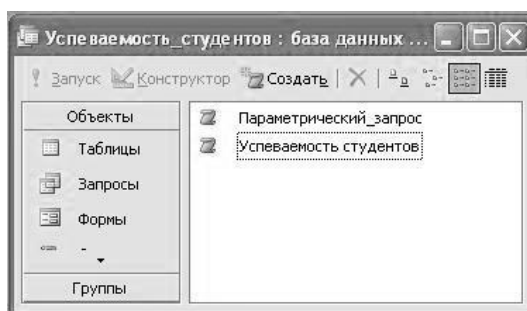 Успеваемость_студентов : база данных ...
Запуск Конструктор Создать
Объекты
Таблицы
Запросы
Формы
-
Группы
Параметрический_запрос
Успеваемость студентов